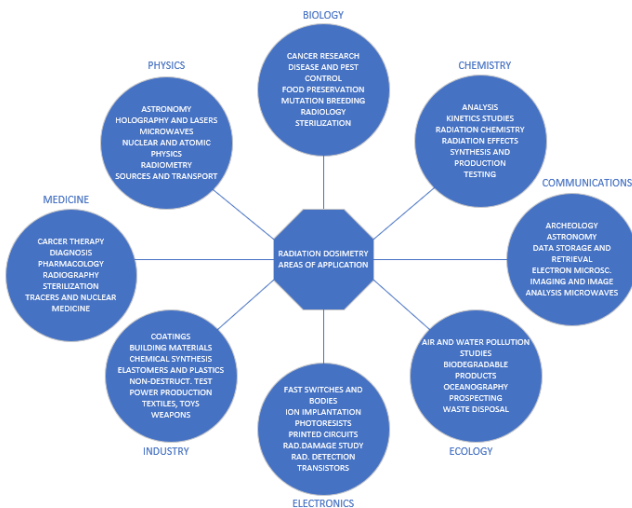 BIOLOGY
CANCER RESEARCH
DISEASE AND PEST
CONTROL
FOOD PRESERVATION
MUTATION BREEDING
RADIOLOGY
STERILIZATION
PHYSICS
ASTRONOMY
HOLOGRAPHY AND LASERS
MICROWAVES
NUCLEAR AND ATOMIC
PHYSICS
RADIOMETRY
SOURCES AND TRANSPORT
CHEMISTRY
ANALYSIS
KINETICS STUDIES
RADIATION CHEMISTRY
RADIATION EFFECTS
SYNTHESIS AND
PRODUCTION
TESTING
MEDICINE
CARCER THERAPY
DIAGNOSIS
PHARMACOLOGY
RADIOGRAPHY
STERILIZATION
TRACERS AND NUCLEAR
MEDICINE
RADIATION DOSIMETRY
AREAS OF APPLICATION
COMMUNICATIONS
ARCHEOLOGY
ASTRONOMY
DATA STORAGE AND
RETRIEVAL
ELECTRON MICROSC.
IMAGING AND IMAGE
ANALYSIS MICROWAVES
COATINGS
BUILDING MATERIALS
CHEMICAL SYNTHESIS
ELASTOMERS AND PLASTICS
NON-DESTRUCT. TEST
POWER PRODUCTION
TEXTILES, TOYS
WEAPONS
INDUSTRY
FAST SWITCHES AND
BODIES
ION IMPLANTATION
PHOTORESISTS
PRINTED CIRCUITS
RAD.DAMAGE STUDY
RAD. DETECTION
TRANSISTORS
ELECTRONICS
AIR AND WATER POLLUTION
STUDIES
BIODEGRADABLE
PRODUCTS
OCEANOGRAPHY
PROSPECTING
WASTE DISPOSAL
ECOLOGY